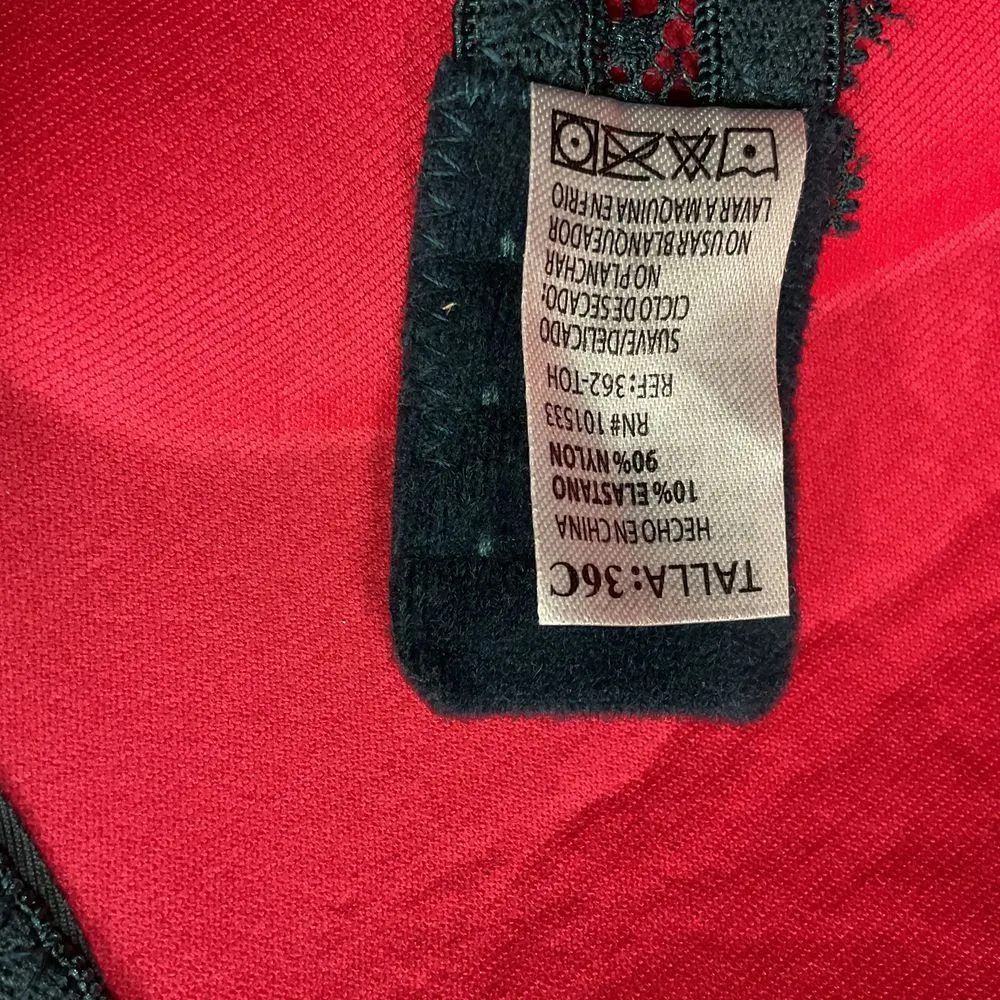 TALLA: 36C
HECHO EN CHINA
10% ELASTANO
90% NYLON
RN# 101533
REF: 362-TOH
SUAVE/DELICADO
CICLO DE SECADO:
NO PLANCHAR
NO USAR BLANQUEADOR
LAVAR A MAQUINA EN FRIO